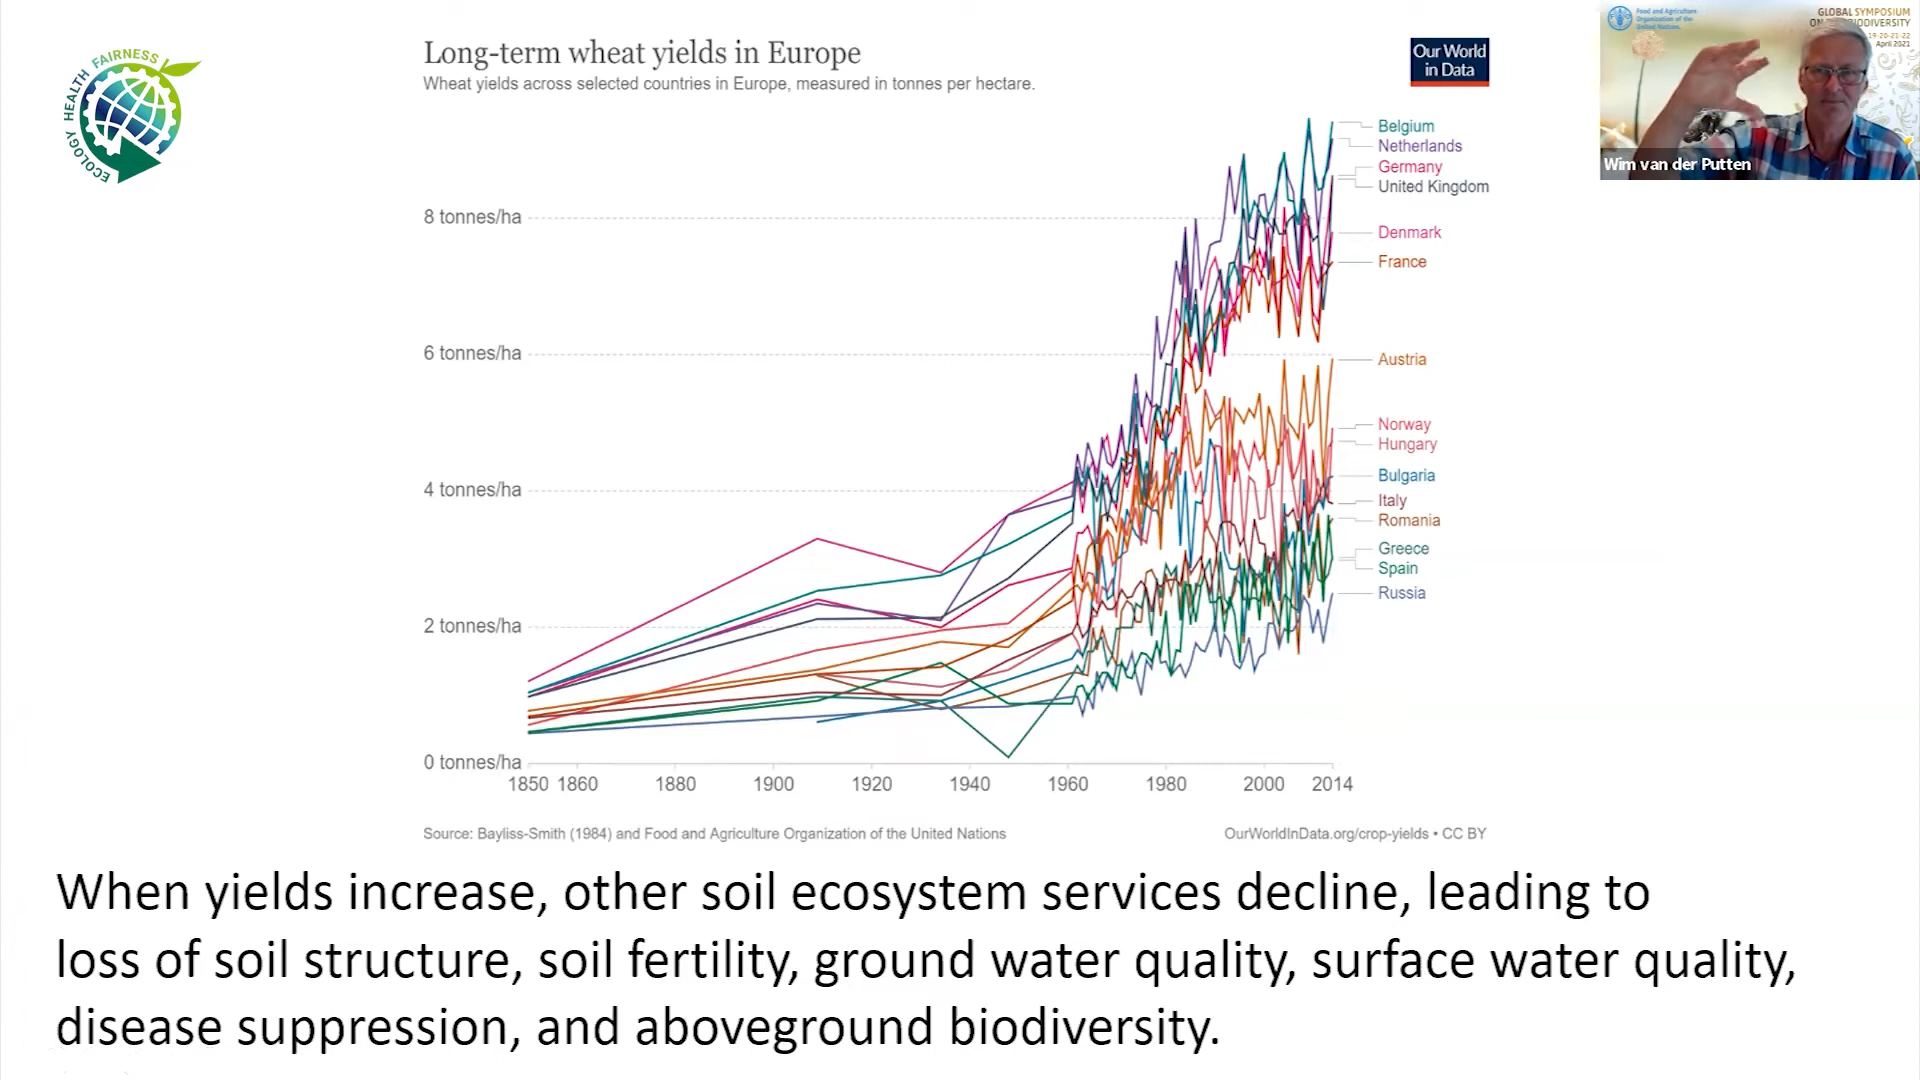 ECOLOGY HEALTH FAIRNESS
Long-term wheat yields in Europe
Wheat yields across selected countries in Europe, measured in tonnes per hectare.
Our World
in Data
Food and Agriculture
Organization of the
United Nations
GLOBAL SYMPOSIUM
BIODIVERSITY
19-20-21-22
April 2021
Wim van der Putten
Belgium
Netherlands
Germany
United Kingdom
8 tonnes/ha
Denmark
France
6 tonnes/ha
Austria
Norway
Hungary
Bulgaria
4 tonnes/ha
Italy
Romania
Greece
Spain
Russia
2 tonnes/ha
0 tonnes/ha
1850 1860 1880 1900 1920 1940 1960 1980 2000 2014
Source: Bayliss-Smith (1984) and Food and Agriculture Organization of the United Nations
OurWorldInData.org/crop-yields • CC BY
When yields increase, other soil ecosystem services decline, leading to
loss of soil structure, soil fertility, ground water quality, surface water quality,
disease suppression, and aboveground biodiversity.